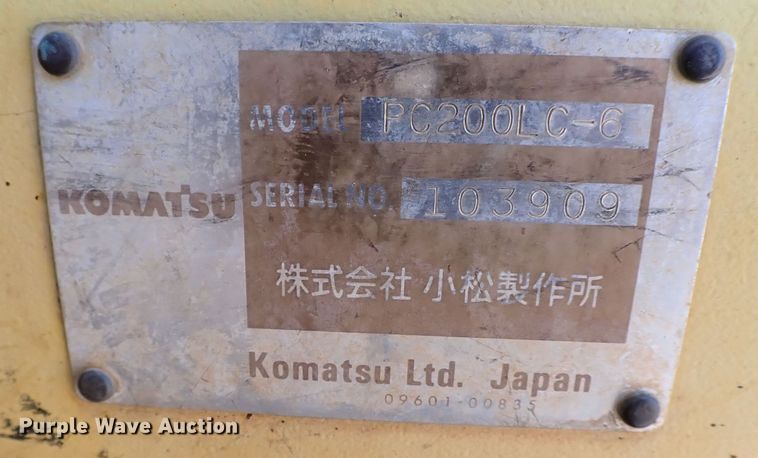 MODEL PC200LC-6
KOMATSU
SERIAL NO. 103909
株式会社 小松製作所
Komatsu Ltd. Japan
09601-00835
Purple Wave Auction